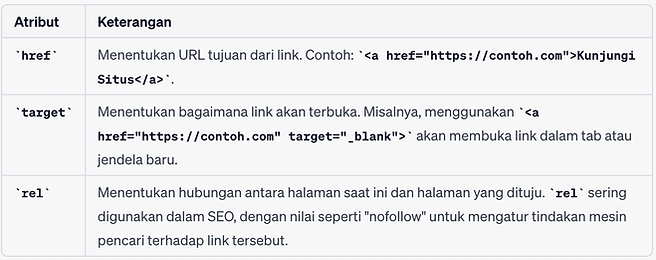 Atribut Keterangan
`href` Menentukan URL tujuan dari link. Contoh: `<a href="https://contoh.com">Kunjungi
Situs</a>`.
`target` Menentukan bagaimana link akan terbuka. Misalnya, menggunakan `<a
href="https://contoh.com" target="_blank">` akan membuka link dalam tab atau
jendela baru.
`rel` Menentukan hubungan antara halaman saat ini dan halaman yang dituju. `rel` sering
digunakan dalam SEO, dengan nilai seperti "nofollow" untuk mengatur tindakan mesin
pencari terhadap link tersebut.